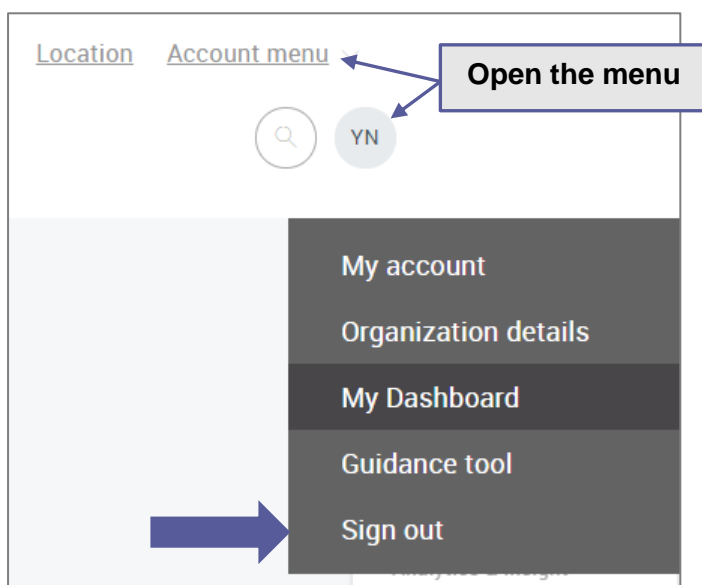 Location Account menu
Open the menu
YN
My account
Organization details
My Dashboard
Guidance tool
Sign out